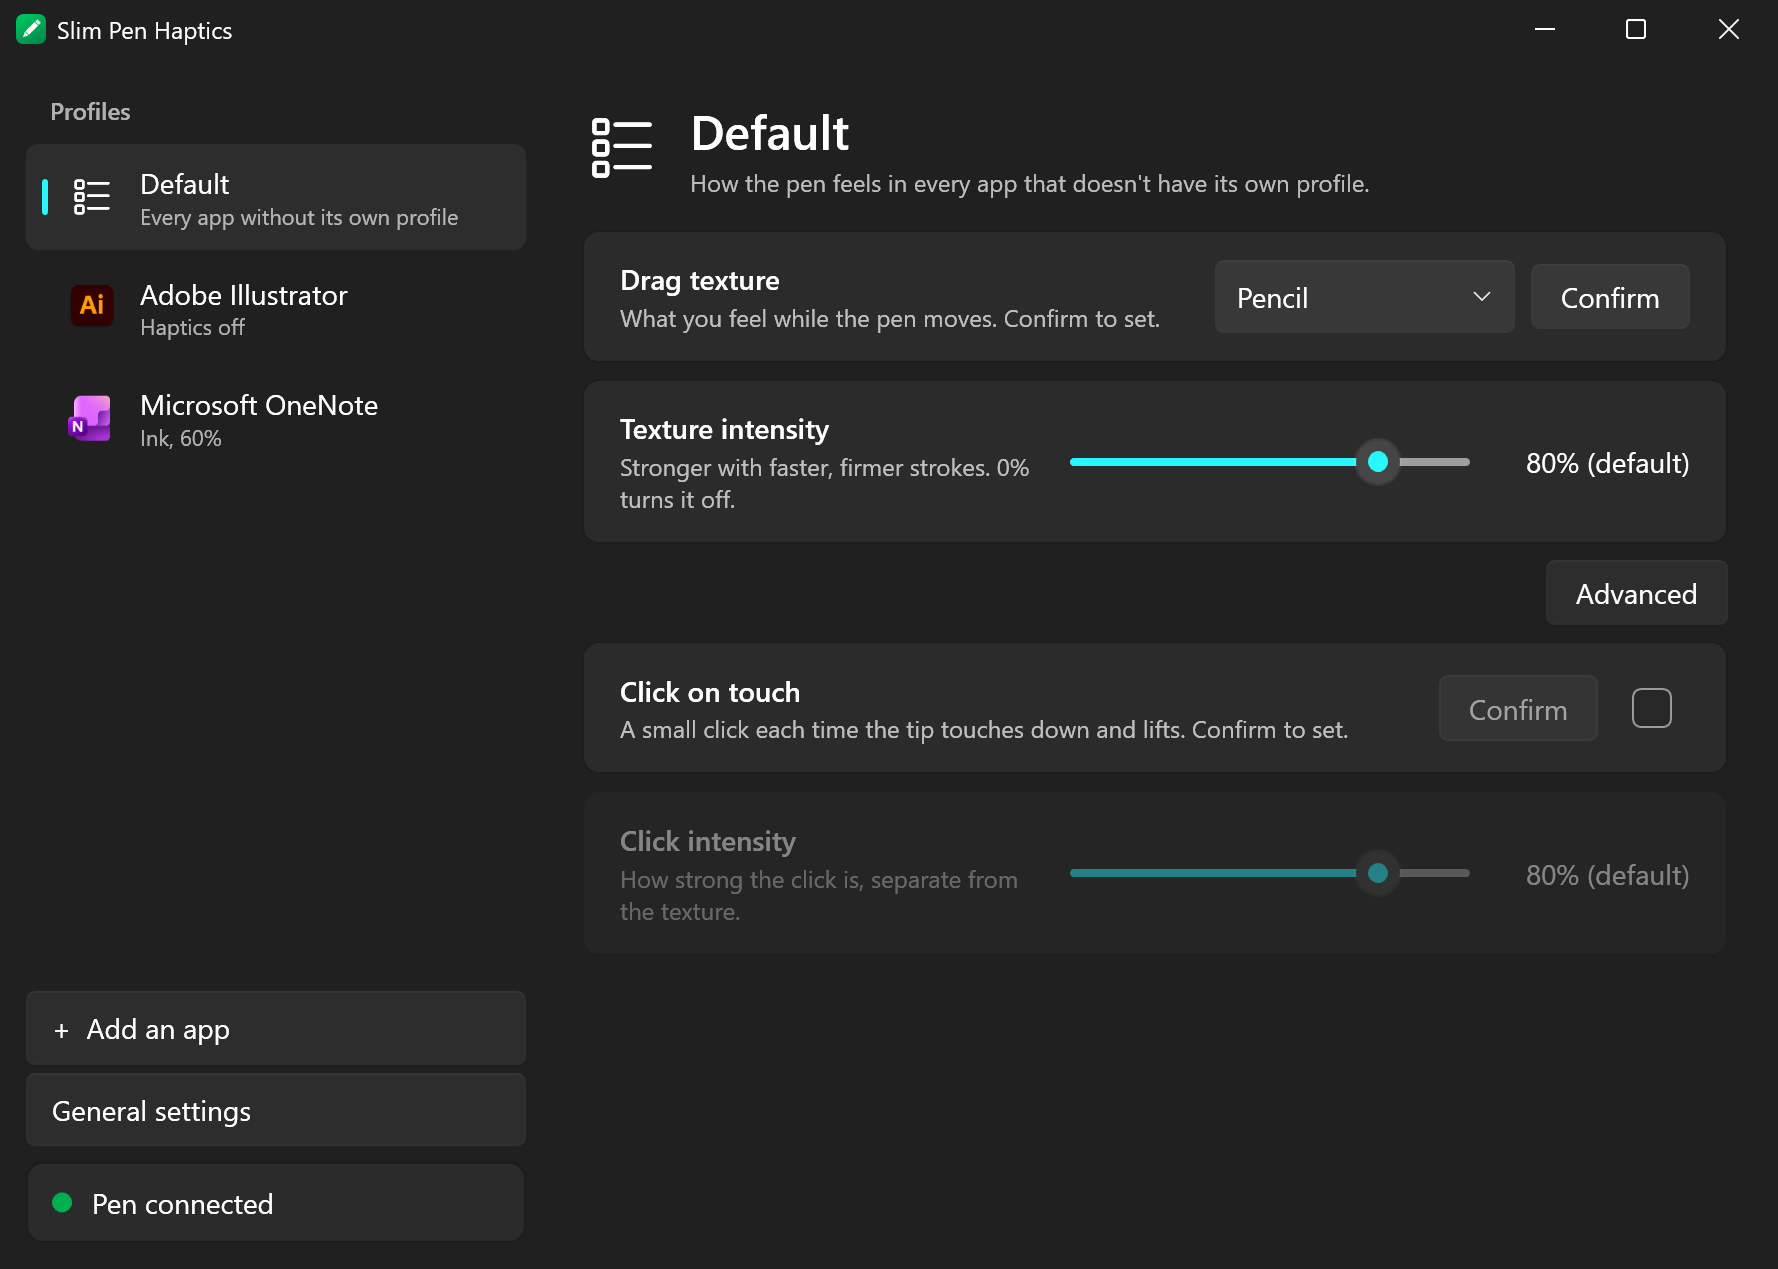 Slim Pen Haptics
Profiles
Default
Every app without its own profile
Ai
Adobe Illustrator
Haptics off
N
Microsoft OneNote
Ink, 60%
+ Add an app
General settings
Pen connected
Default
How the pen feels in every app that doesn't have its own profile.
Drag texture
What you feel while the pen moves. Confirm to set.
Pencil
Confirm
Texture intensity
Stronger with faster, firmer strokes. 0%
turns it off.
80% (default)
Advanced
Click on touch
A small click each time the tip touches down and lifts. Confirm to set.
Confirm
Click intensity
How strong the click is, separate from
the texture.
80% (default)